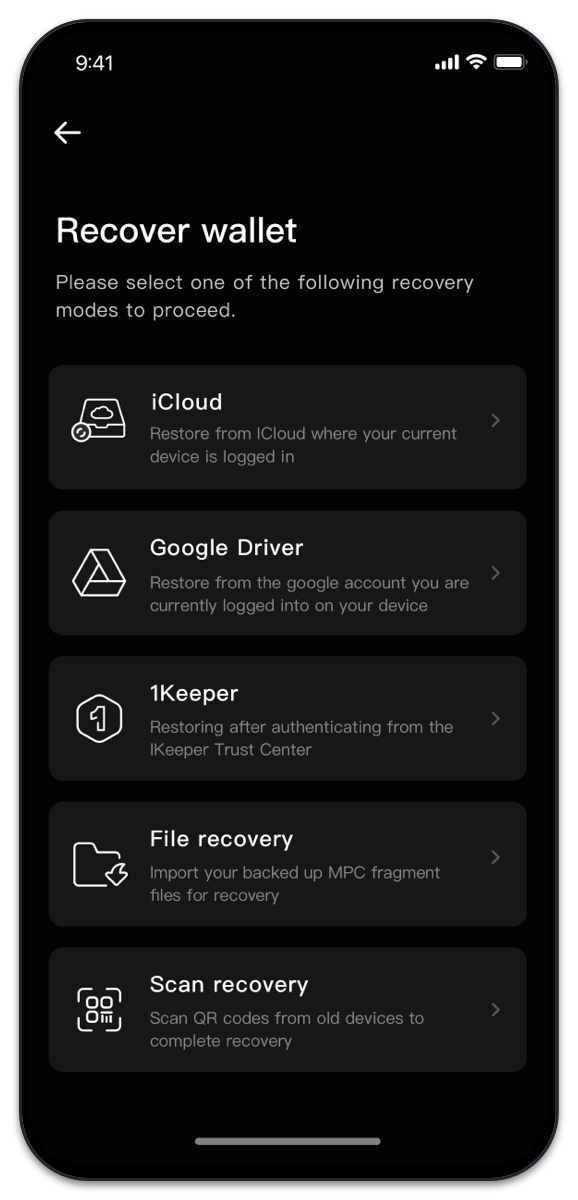 9:41
Recover wallet
Please select one of the following recovery
modes to proceed.
iCloud
Restore from ICloud where your current
device is logged in
Google Driver
Restore from the google account you are
currently logged into on your device
1Keeper
Restoring after authenticating from the
IKeeper Trust Center
File recovery
Import your backed up MPC fragment
files for recovery
Scan recovery
Scan QR codes from old devices to
complete recovery